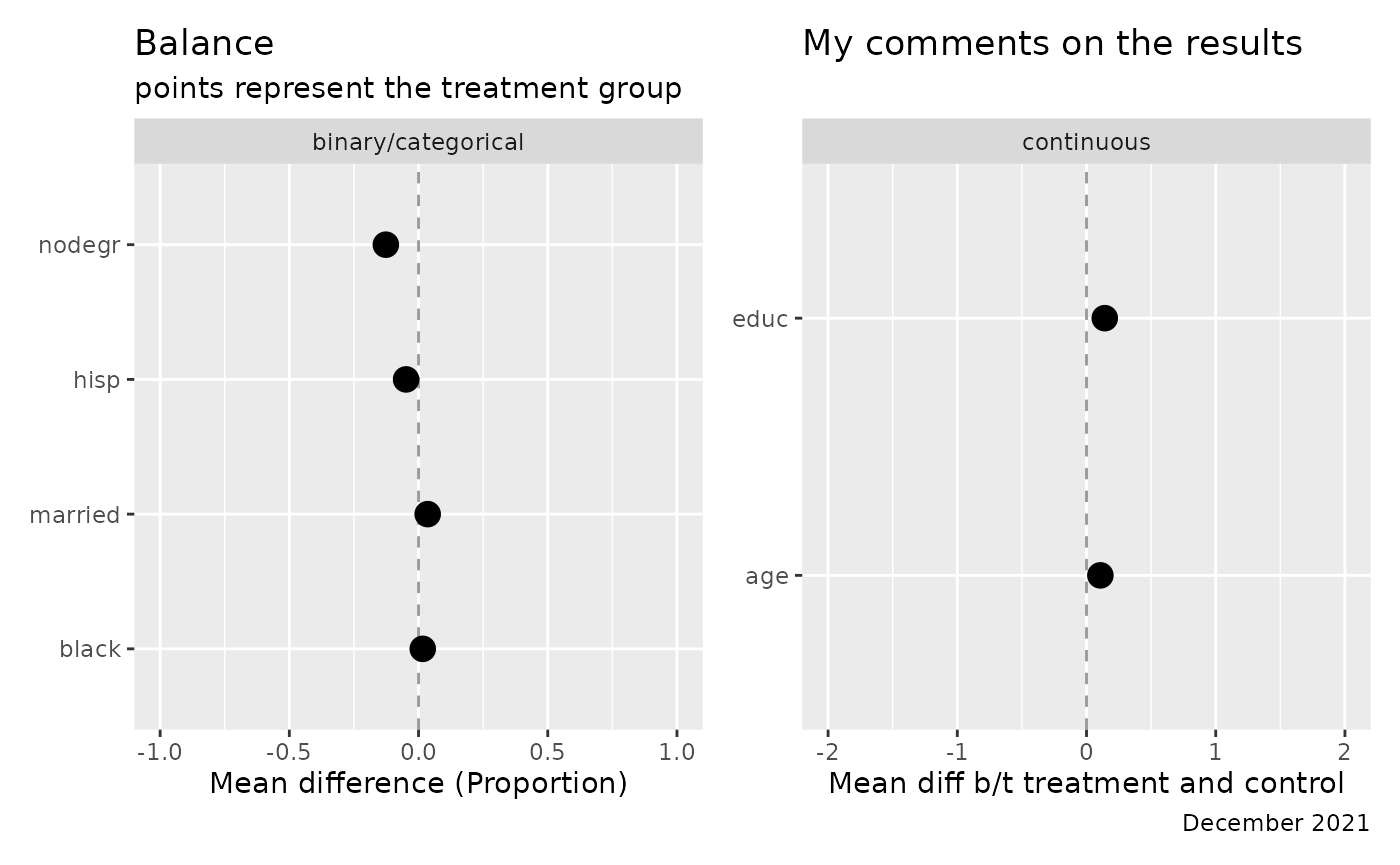 Balance
points represent the treatment group
binary/categorical
nodegr
hisp
married
black
-1.0 -0.5 0.0 0.5 1.0
Mean difference (Proportion)
My comments on the results
continuous
educ
age
-2 -1 0 1 2
Mean diff b/t treatment and control
December 2021